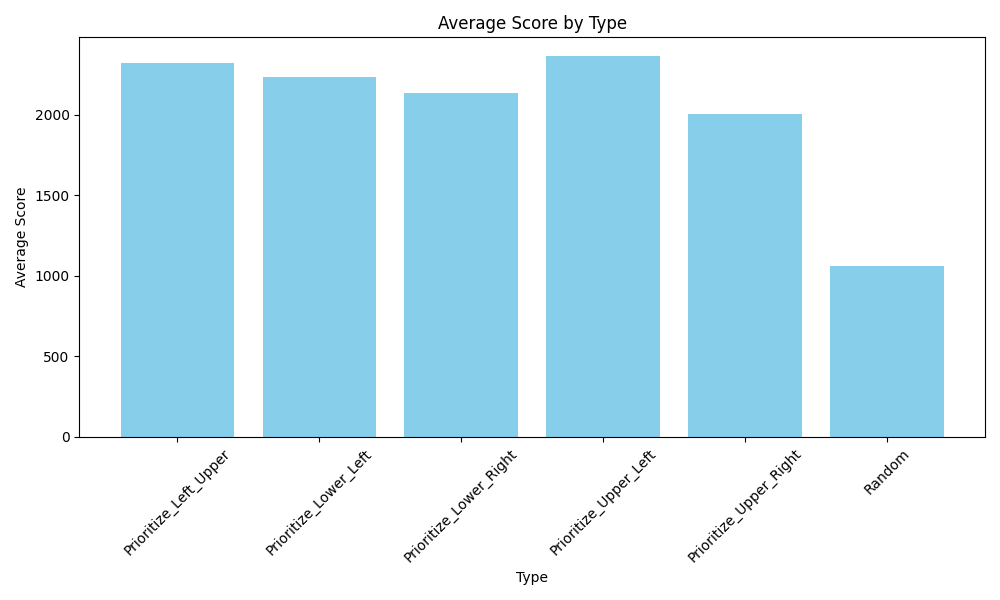 Average Score by Type
Average Score
2000
1500
1000
500
0
Prioritize_Left_Upper
Prioritize_Lower_Left
Prioritize_Lower_Right
Prioritize_Upper_Left
Prioritize_Upper_Right
Random
Type